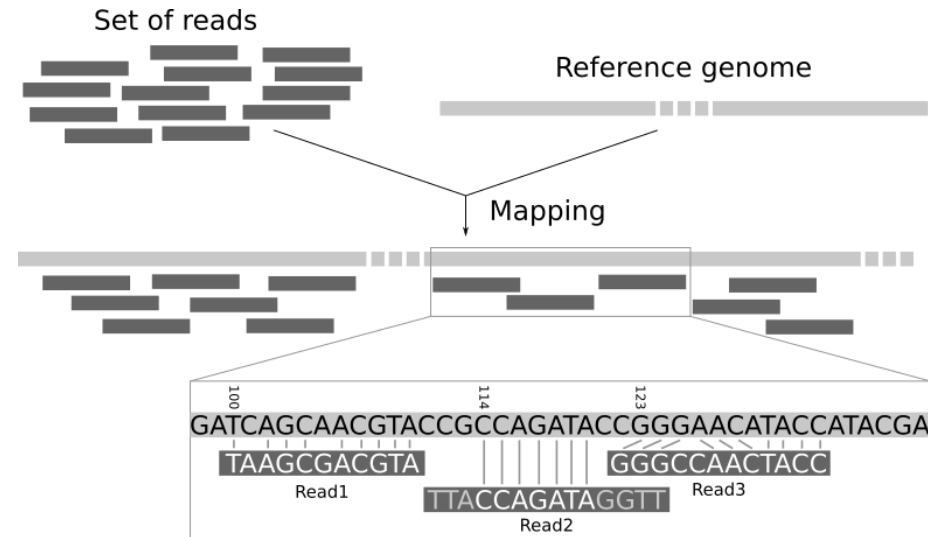 Set of reads
Reference genome
Mapping
100 114 123
GATCAGCAACGTACCGCCAGATACCGGGAACATACCATACGA
TAAGCGACGTA GGGCCAACTACC
Read1 TTACCAGATAGGTT Read3
Read2